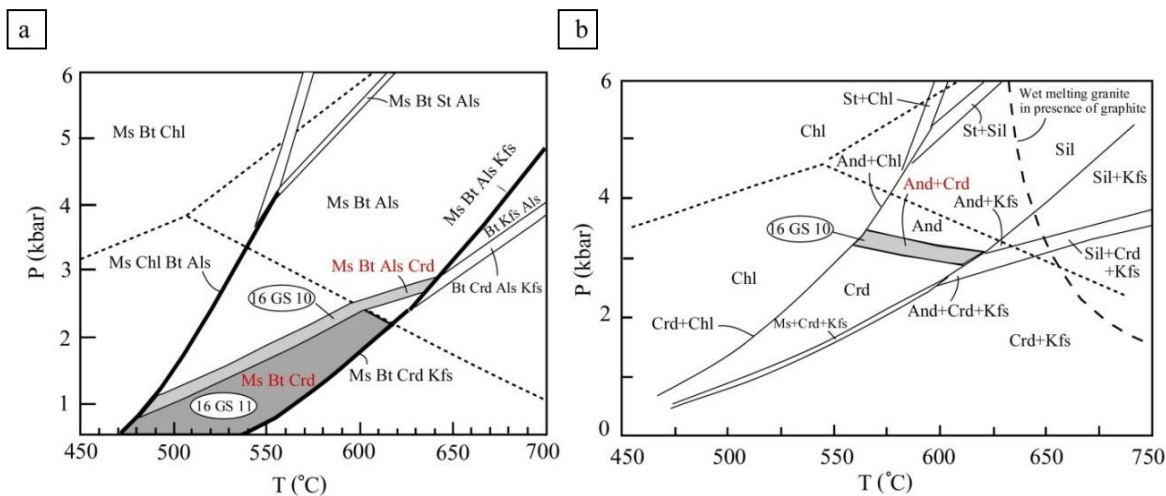 a
P (kbar)
6
5
4
3
2
1
450
500
550
600
650
700
T (°C)
Ms Bt Chl
Ms Bt St Als
Ms Bt Als
Ms Bt Als Kfs
Ms Chl Bt Als
Bt Kfs Als
Ms Bt Als Crd
Bt Crd Als Kfs
16 GS 10
Ms Bt Crd
Ms Bt Crd Kfs
16 GS 11
b
P (kbar)
6
4
2
0
450
550
600
750
T (°C)
St+Chl
Wet melting granite
in presence of graphite
Chl
St+Sil
Sil
And+Chl
And+Crd
Sil+Kfs
And+Kfs
16 GS 10
And
Sil+Crd
+Kfs
Chl
Crd
And+Crd+Kfs
Crd+Chl
Ms+Crd+Kfs
Crd+Kfs